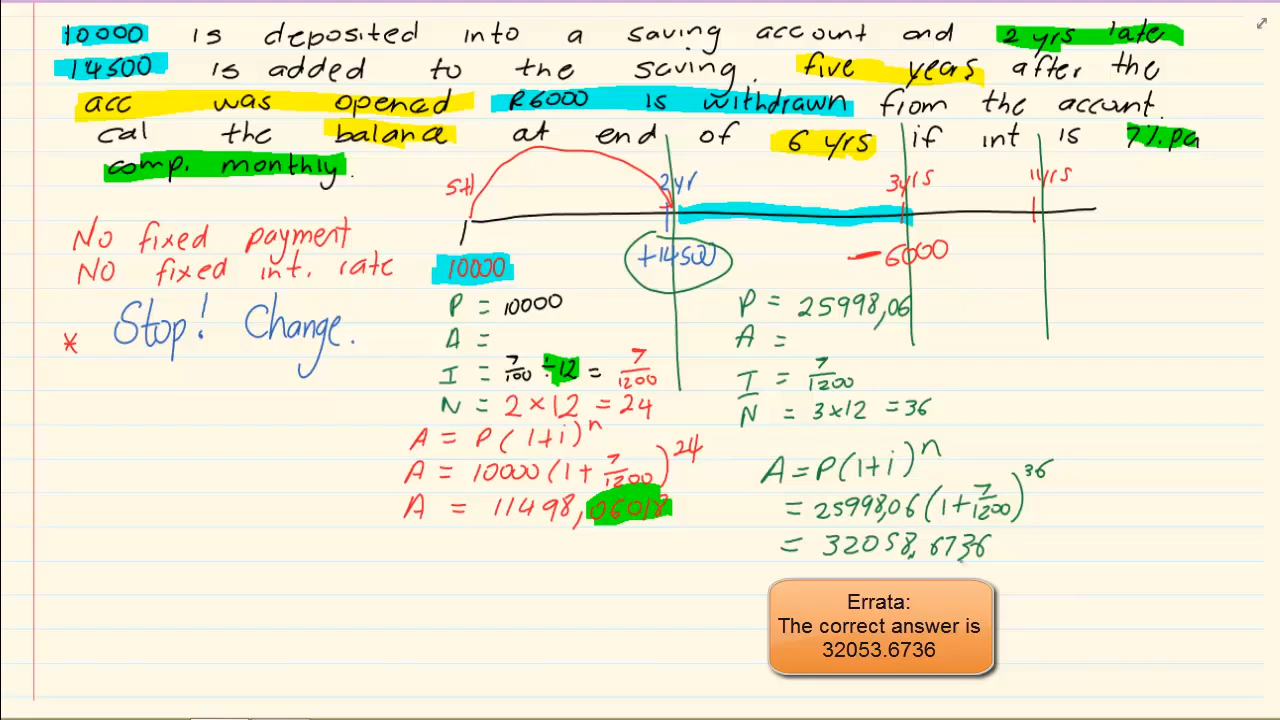 10000 is deposited into a saving account and 2 yrs late
14500 is added to the saving. five years after the
acc was opened R6000 is withdrawn from the account.
cal the balance at end of 6 yrs if int is 7% pa
comp. monthly.
2yr 3yrs 1yrs
No fixed payment
NO fixed int. rate
* Stop! Change.
10000
+14500
-6000
P = 10000
A =
I = 7/100 ÷12 = 7/1200
N = 2 × 12 = 24
A = P(1+i)^n
A = 10000(1+7/1200)^24
A = 11498,06018
P = 25998,06
A =
I = 7/1200
N = 3×12 = 36
A = P(1+i)^n
= 25998,06(1+7/1200)^36
= 32058,6736
Errata:
The correct answer is
32053.6736